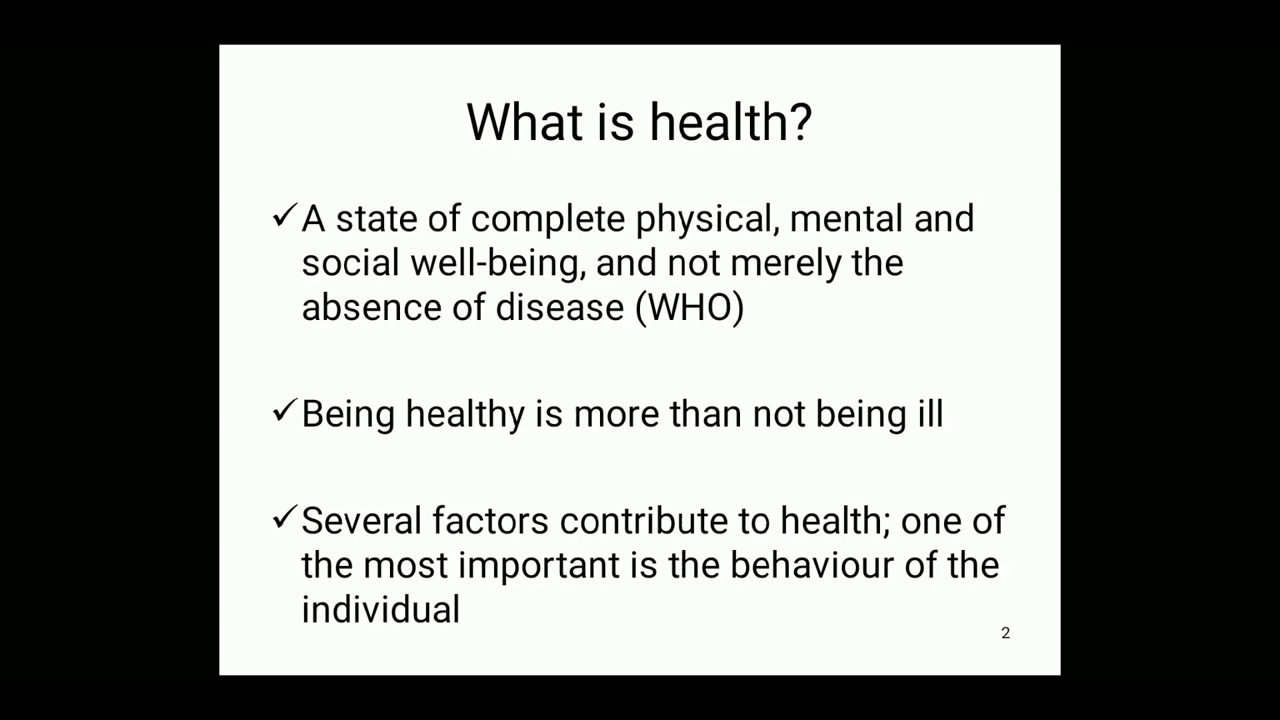 What is health?
✓A state of complete physical, mental and
social well-being, and not merely the
absence of disease (WHO)
✓Being healthy is more than not being ill
✓Several factors contribute to health; one of
the most important is the behaviour of the
individual
2